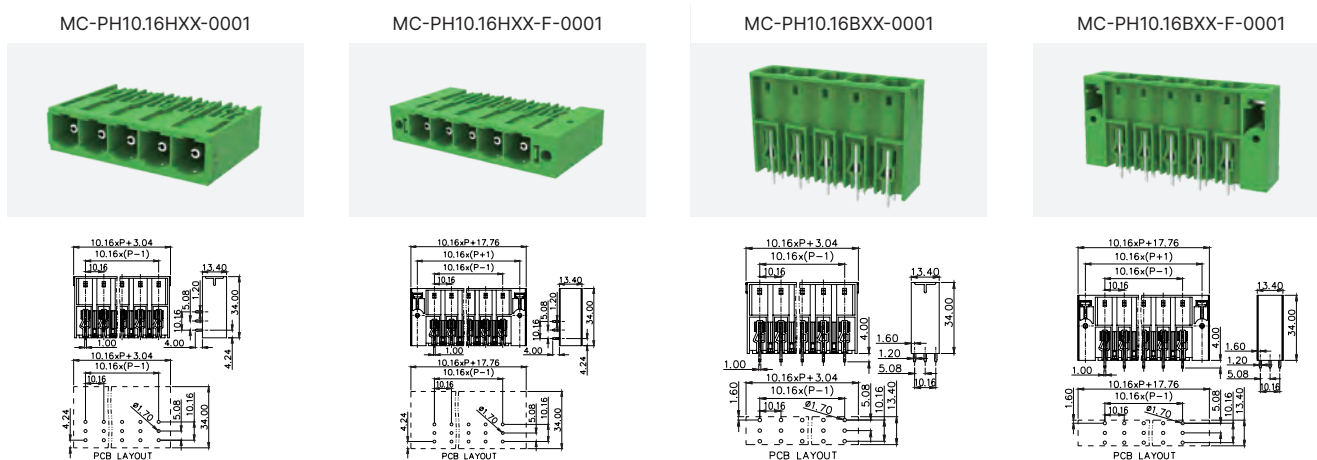 MC-PH10.16HXX-0001
MC-PH10.16HXX-F-0001
MC-PH10.16BXX-0001
MC-PH10.16BXX-F-0001
10.16xP+3.04
10.16x(P-1)
10.16
13.40
1.20
5.08
10.16
34.00
1.00
4.00
4.24
10.16xP+3.04
10.16x(P-1)
10.16
4.24
ø1.70
5.08
10.16
34.00
PCB LAYOUT
10.16xP+17.76
10.16x(P+1)
10.16x(P-1)
10.16
13.40
1.20
5.08
10.16
34.00
1.00
4.00
4.24
10.16xP+17.76
10.16x(P-1)
10.16
4.24
ø1.70
5.08
10.16
34.00
PCB LAYOUT
10.16xP+3.04
10.16x(P-1)
10.16
13.40
34.00
4.00
1.60
1.20
1.00
5.08
10.16
10.16xP+3.04
10.16x(P-1)
1.60
10.16
ø1.70
5.08
10.16
13.40
PCB LAYOUT
10.16xP+17.76
10.16x(P+1)
10.16x(P-1)
10.16
13.40
34.00
4.00
1.60
1.20
1.00
5.08
10.16
10.16xP+17.76
10.16x(P-1)
1.60
10.16
ø1.70
5.08
10.16
13.40
PCB LAYOUT